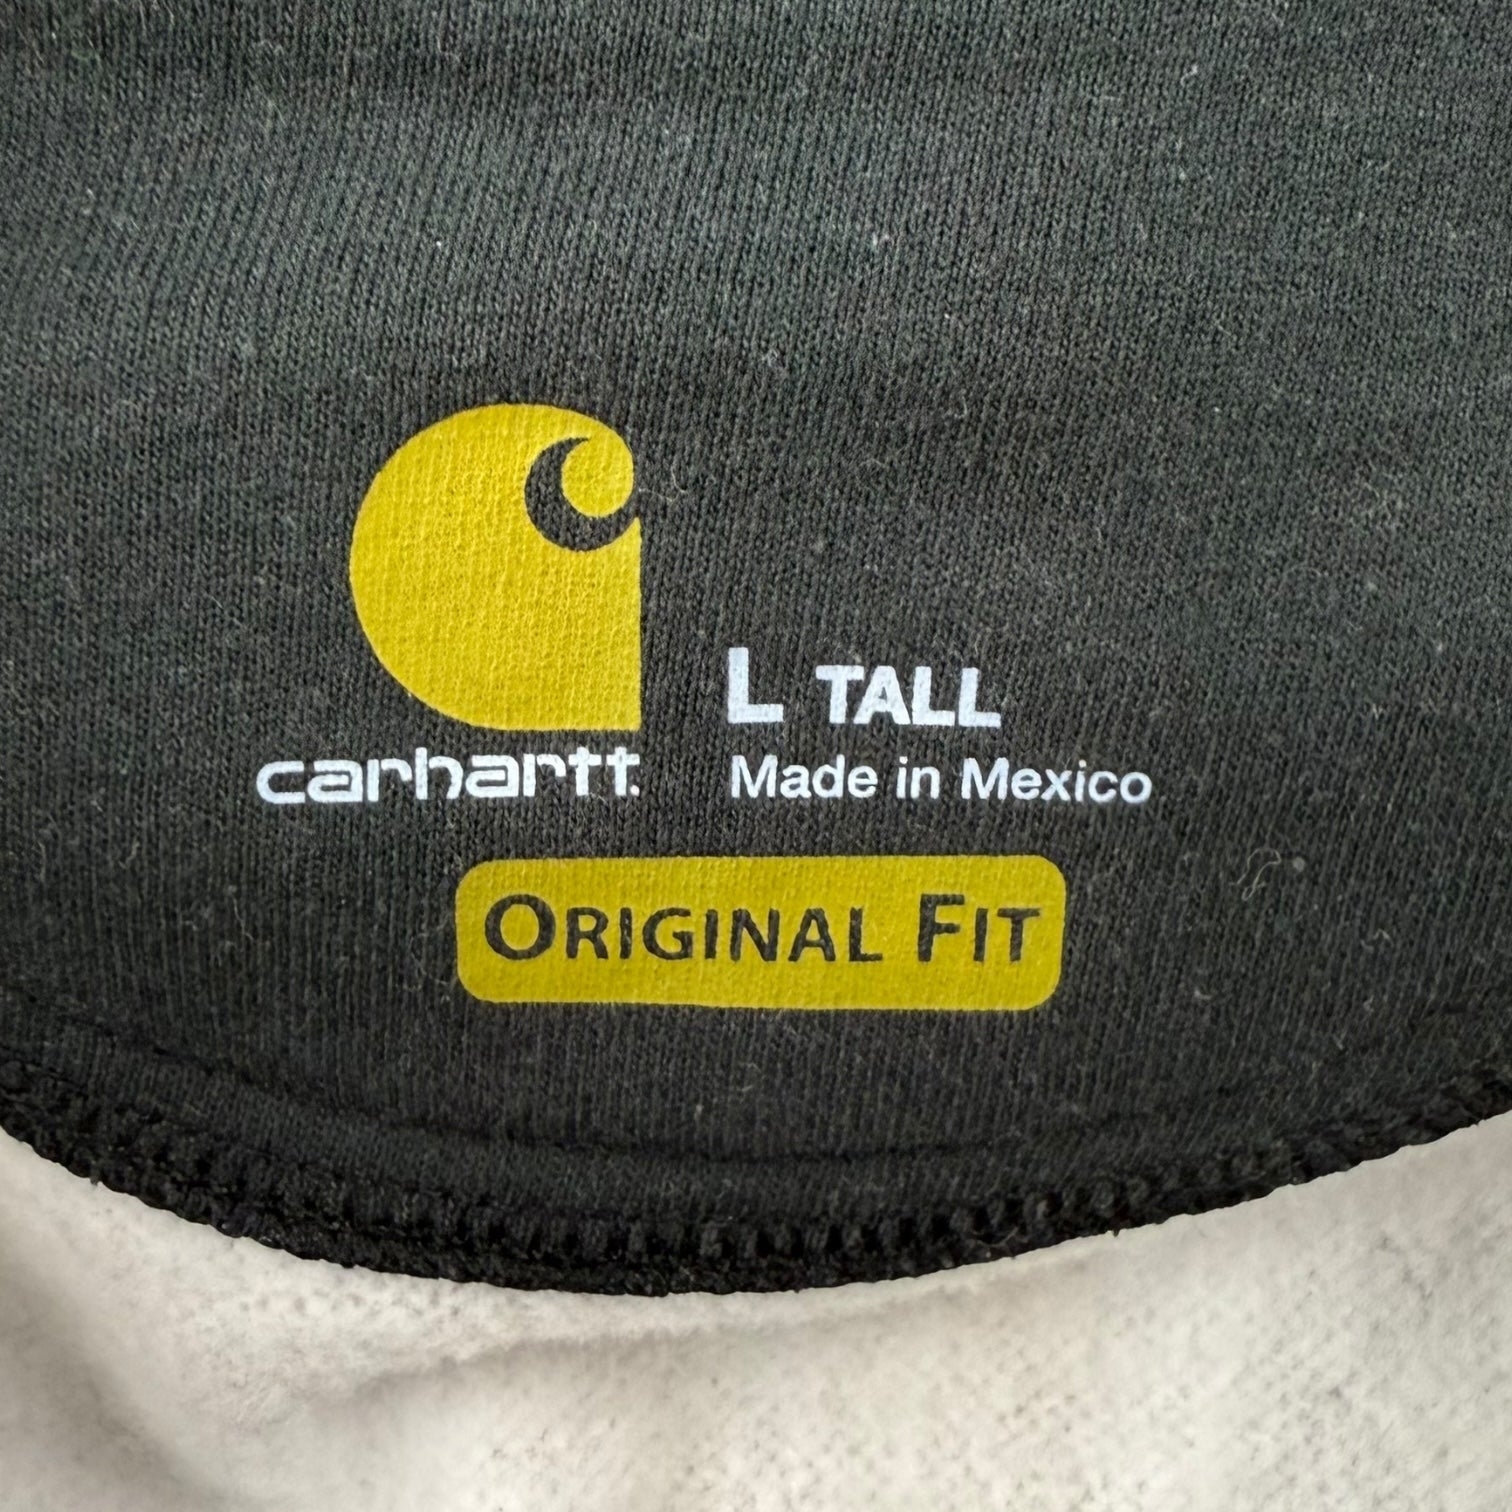 carhartt.
L TALL
Made in Mexico
ORIGINAL FIT